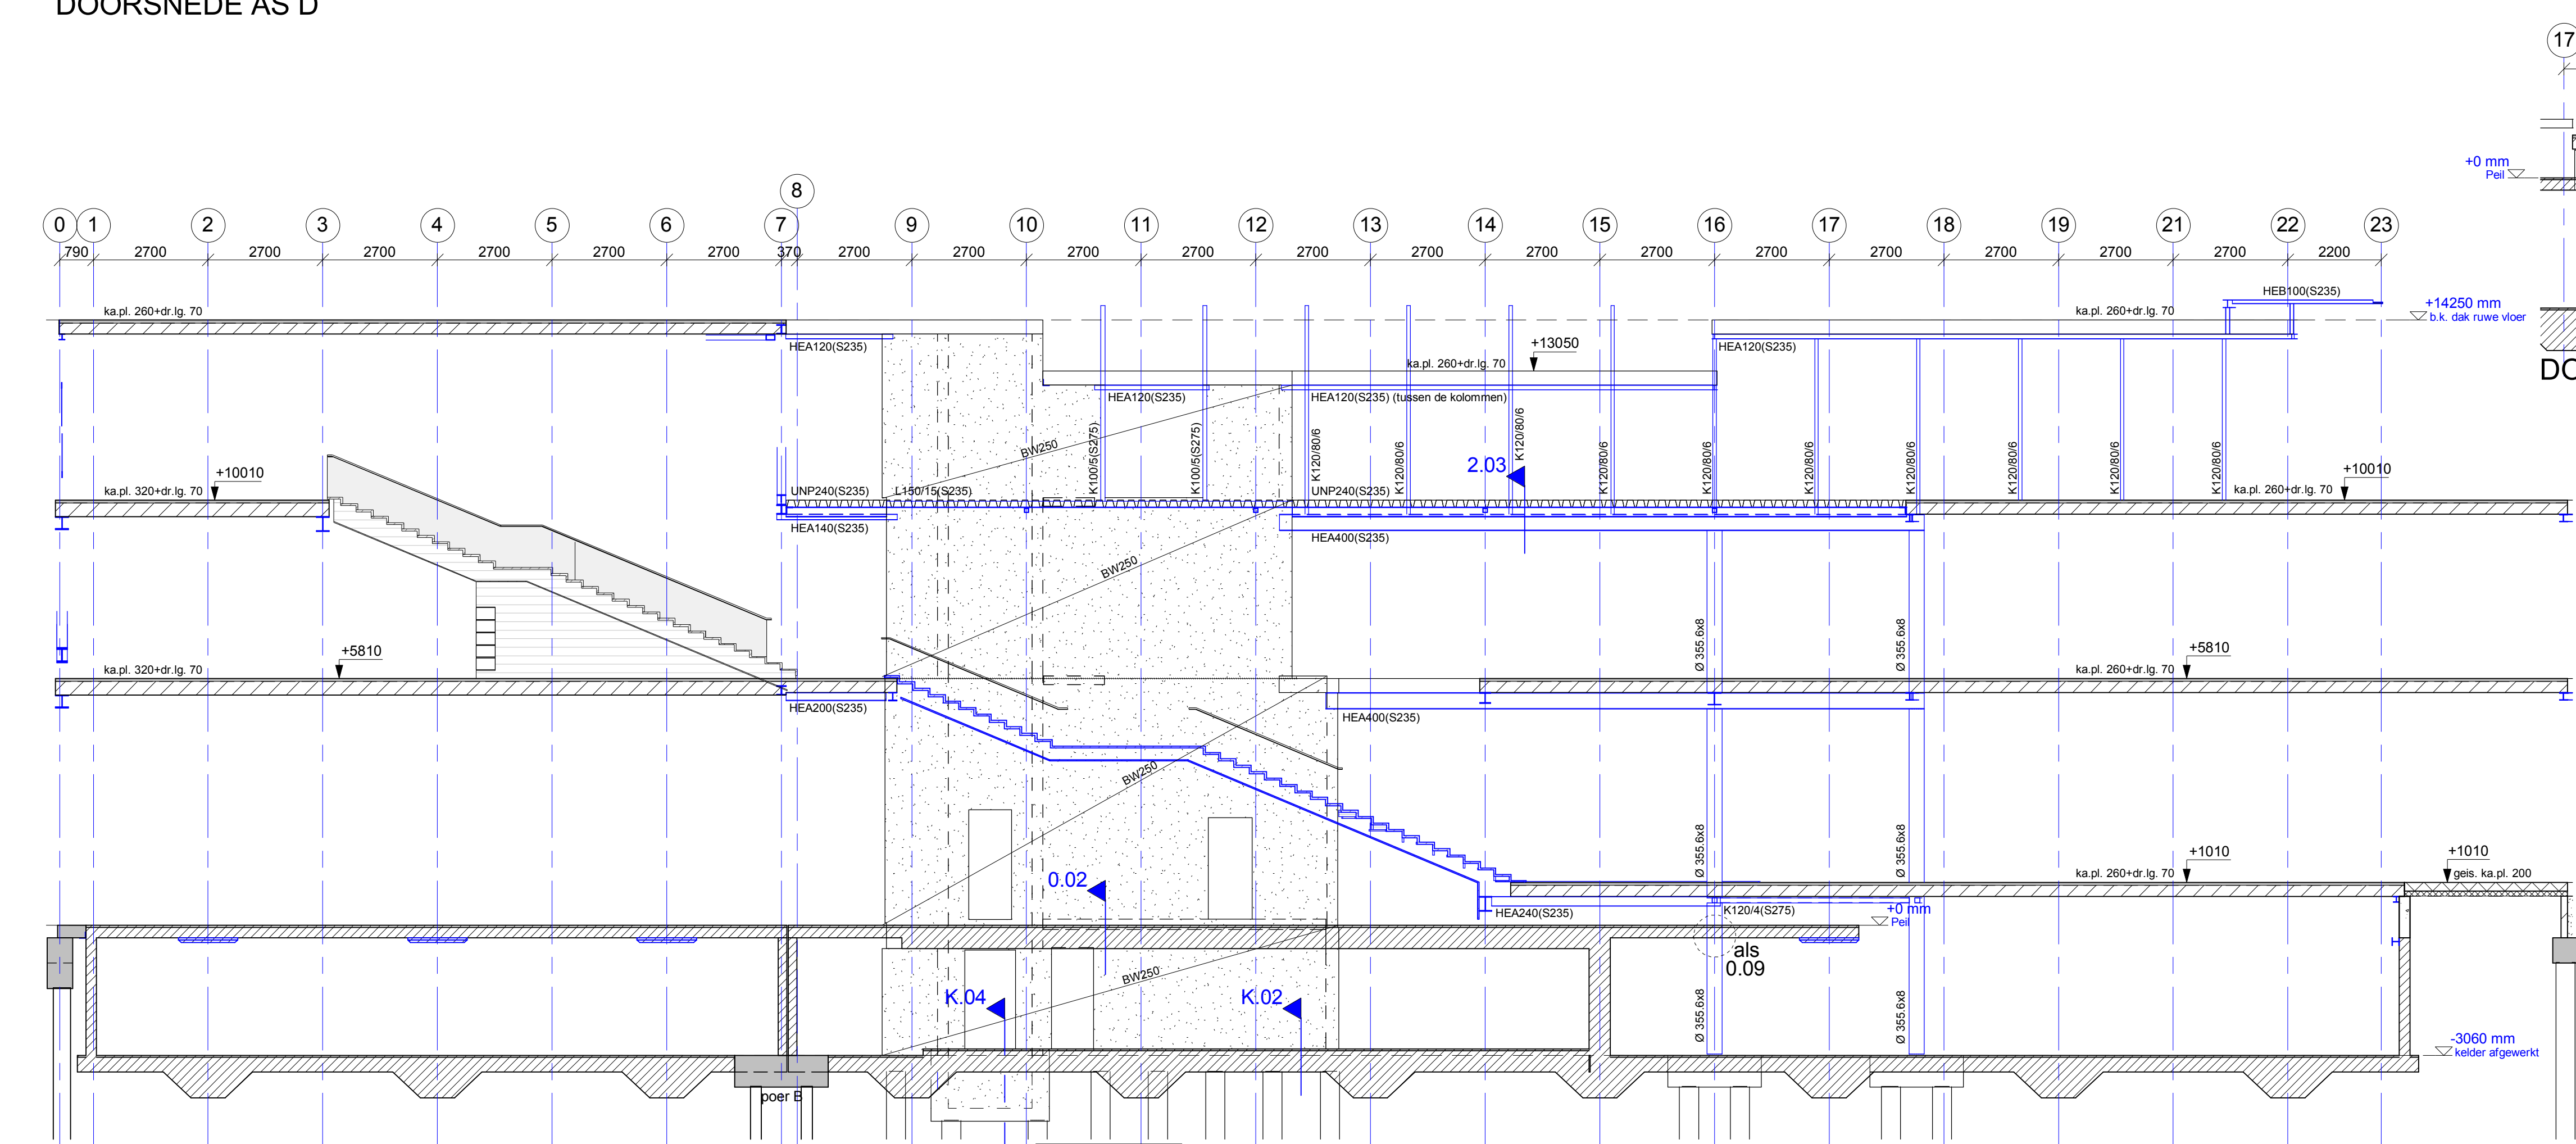 DOORSNEDE AS D
17
+0 mm
Peil
8
0 1 2 3 4 5 6 7 9 10 11 12 13 14 15 16 17 18 19 21 22 23
790 2700 2700 2700 2700 2700 2700 370 2700 2700 2700 2700 2700 2700 2700 2700 2700 2700 2700 2700 2700 2200
HEB100(S235)
ka.pl. 260+dr.lg. 70
ka.pl. 260+dr.lg. 70
+14250 mm
b.k. dak ruwe vloer
HEA120(S235)
+13050
HEA120(S235)
ka.pl. 260+dr.lg. 70
DO
HEA120(S235)
HEA120(S235) (tussen de kolommen)
BW250
K100/5(S275)
K100/5(S275)
K120/80/6
K120/80/6
K120/80/6
K120/80/6
K120/80/6
K120/80/6
K120/80/6
K120/80/6
K120/80/6
K120/80/6
2.03
+10010
+10010
ka.pl. 320+dr.lg. 70
UNP240(S235)
L150/15(S235)
UNP240(S235)
ka.pl. 260+dr.lg. 70
HEA140(S235)
HEA400(S235)
BW250
Ø 355.6x8
Ø 355.6x8
+5810
+5810
ka.pl. 320+dr.lg. 70
ka.pl. 260+dr.lg. 70
HEA200(S235)
HEA400(S235)
BW250
Ø 355.6x8
Ø 355.6x8
+1010
+1010
0.02
ka.pl. 260+dr.lg. 70
geis. ka.pl. 200
HEA240(S235)
K120/4(S275)
+0 mm
Peil
als
0.09
BW250
K.04
K.02
Ø 355.6x8
Ø 355.6x8
-3060 mm
kelder afgewerkt
poer B